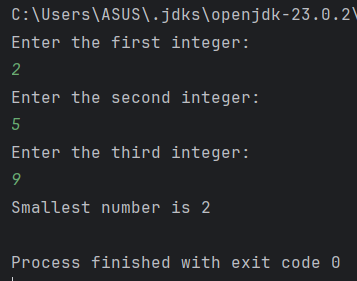 C:\Users\ASUS\.jdks\openjdk-23.0.2\
Enter the first integer:
2
Enter the second integer:
5
Enter the third integer:
9
Smallest number is 2
Process finished with exit code 0